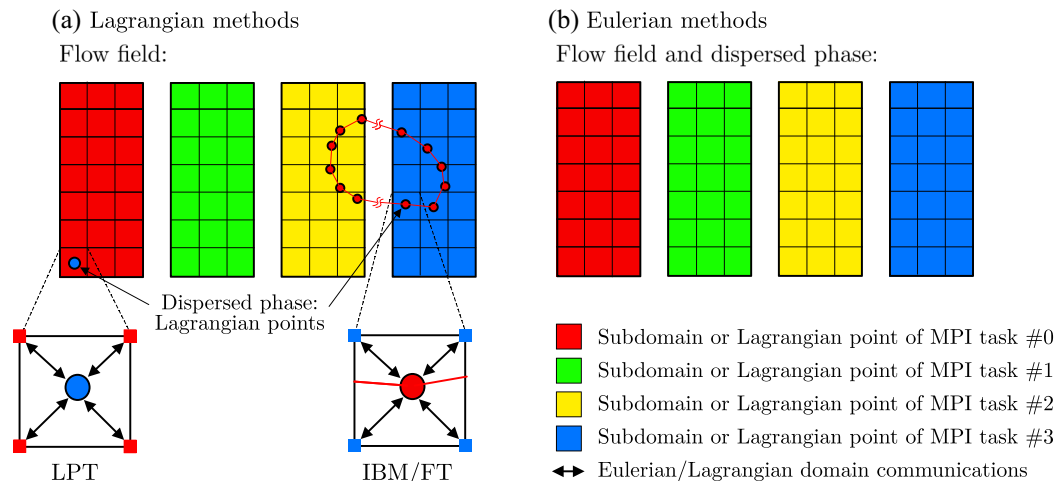 (a) Lagrangian methods
Flow field:
Dispersed phase:
Lagrangian points
LPT
IBM/FT
(b) Eulerian methods
Flow field and dispersed phase:
Subdomain or Lagrangian point of MPI task #0
Subdomain or Lagrangian point of MPI task #1
Subdomain or Lagrangian point of MPI task #2
Subdomain or Lagrangian point of MPI task #3
Eulerian/Lagrangian domain communications